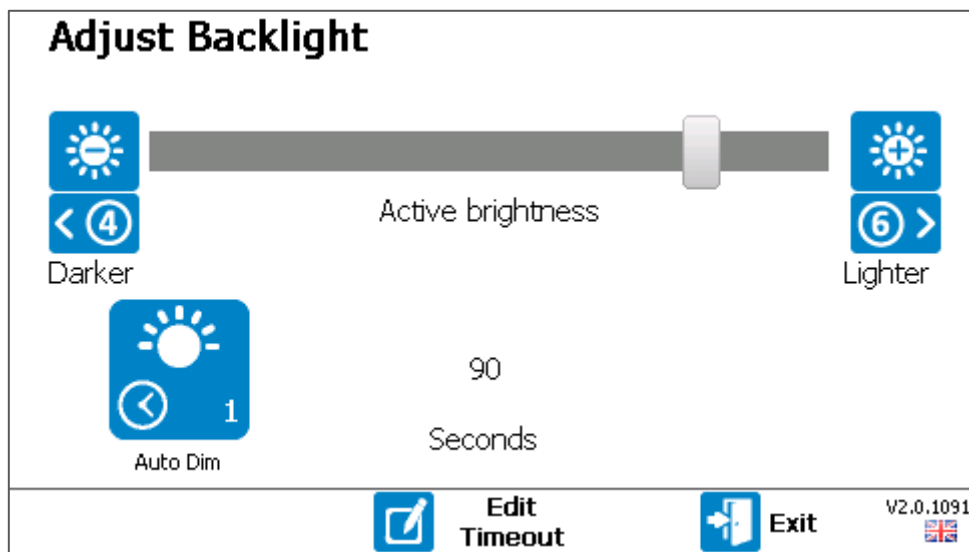 Adjust Backlight
Active brightness
4
6
Darker
Lighter
90
1
Seconds
Auto Dim
Edit
Timeout
Exit
V2.0.1091